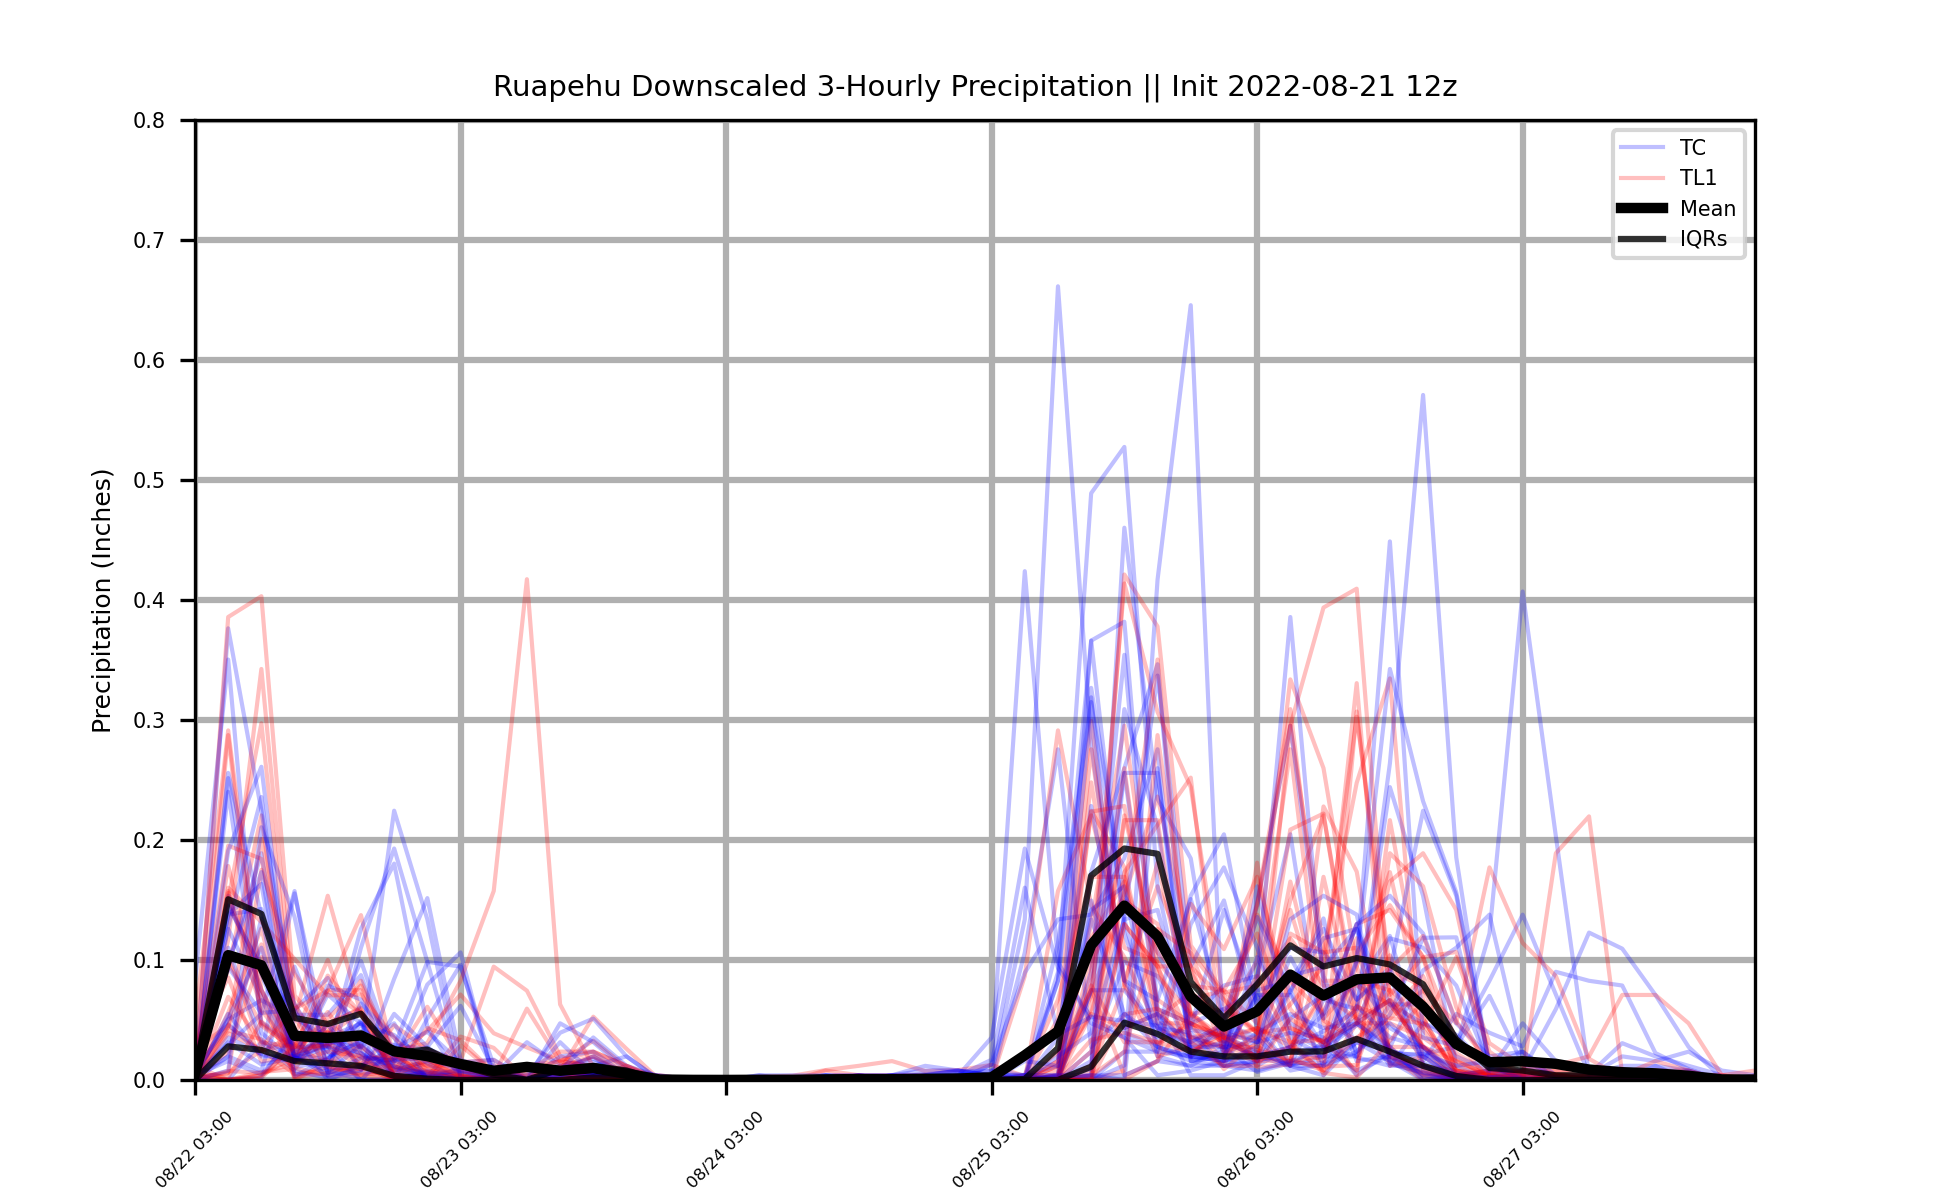 Ruapehu Downscaled 3-Hourly Precipitation || Init 2022-08-21 12z
Precipitation (Inches)
0.8
0.7
0.6
0.5
0.4
0.3
0.2
0.1
0.0
TC
TL1
Mean
IQRs
08/22 03:00
08/23 03:00
08/24 03:00
08/25 03:00
08/26 03:00
08/27 03:00